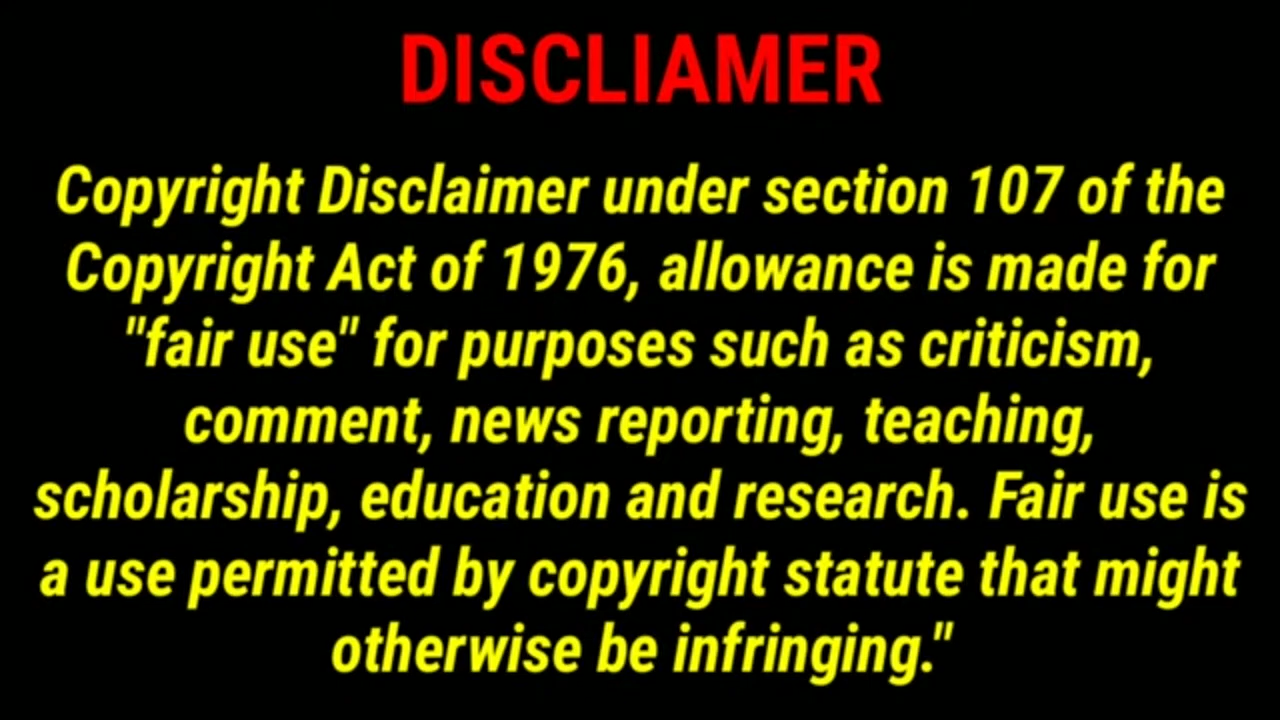 DISCLIAMER
Copyright Disclaimer under section 107 of the
Copyright Act of 1976, allowance is made for
"fair use" for purposes such as criticism,
comment, news reporting, teaching,
scholarship, education and research. Fair use is
a use permitted by copyright statute that might
otherwise be infringing."